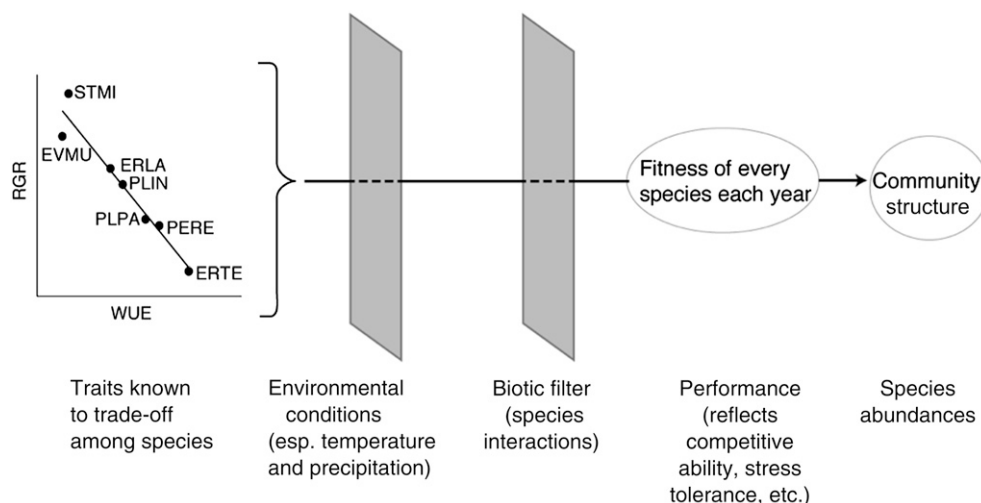 STMI
EVMU
ERLA
PLIN
PLPA
PERE
ERTE
RGR
WUE
Fitness of every
species each year
Community
structure
Traits known
to trade-off
among species
Environmental
conditions
(esp. temperature
and precipitation)
Biotic filter
(species
interactions)
Performance
(reflects
competitive
ability, stress
tolerance, etc.)
Species
abundances